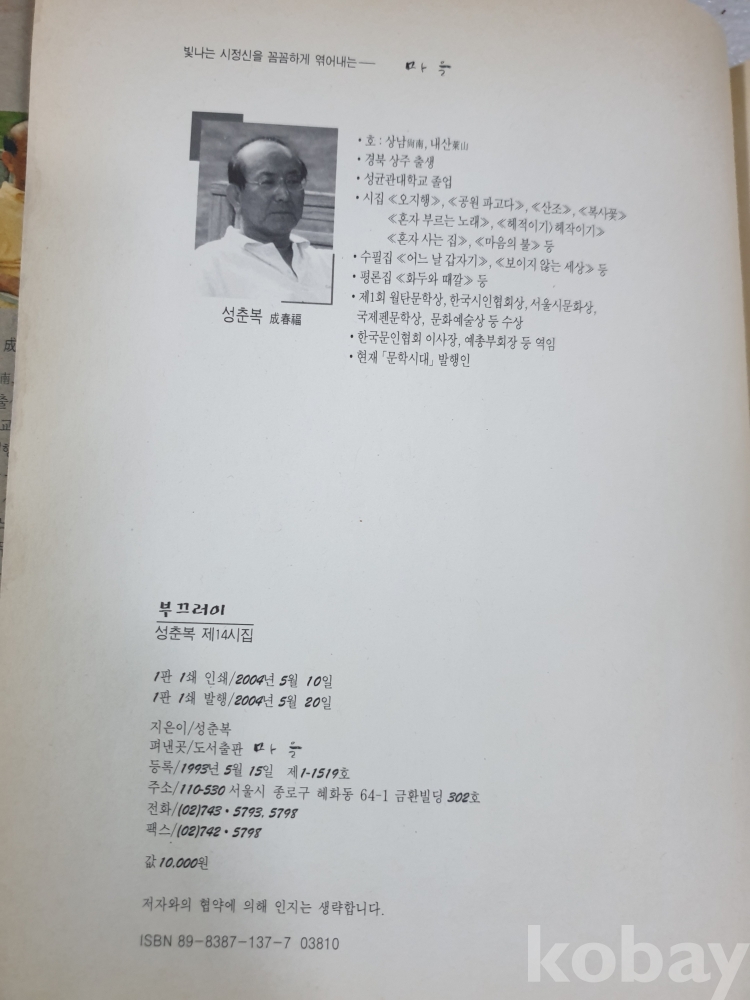 빛나는 시정신을 꼼꼼하게 엮어내는— 마을
• 호 : 상남尙南, 내산萊山
• 경북 상주 출생
• 성균관대학교 졸업
• 시집 《오지행》, 《공원 파고다》, 《산조》, 《복사꽃》
《혼자 부르는 노래》, 《헤적이기〉헤작이기》
《혼자 사는 집》, 《마음의 불》 등
• 수필집 《어느 날 갑자기》, 《보이지 않는 세상》 등
• 평론집 《화두와 때깔》 등
• 제1회 월탄문학상, 한국시인협회상, 서울시문화상,
국제펜문학상, 문화예술상 등 수상
• 한국문인협회 이사장, 예총부회장 등 역임
• 현재 「문학시대」 발행인
성춘복 成春福
부끄러이
성춘복 제14시집
1판 1쇄 인쇄/2004년 5월 10일
1판 1쇄 발행/2004년 5월 20일
지은이/성춘복
펴낸곳/도서출판 마을
등록/1993년 5월 15일 제1-1519호
주소/110-530 서울시 종로구 혜화동 64-1 금환빌딩 302호
전화/(02)743·5793, 5798
팩스/(02)742·5798
값 10,000원
저자와의 협약에 의해 인지는 생략합니다.
ISBN 89-8387-137-7 03810
kobay